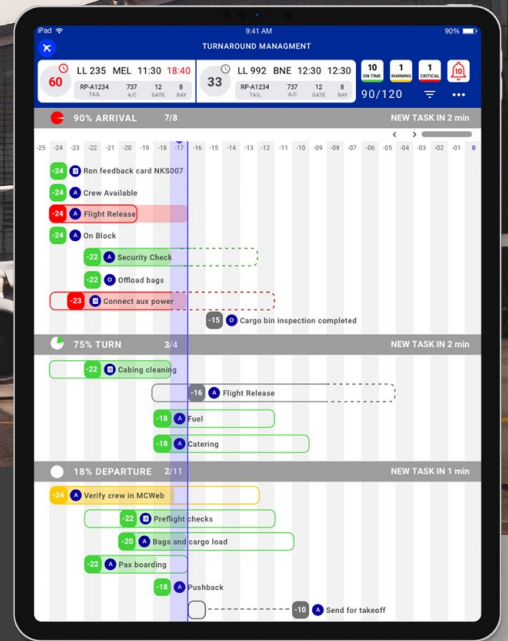 iPad 9:41 AM 90%
TURNAROUND MANAGMENT
60 LL 235 MEL 11:30 18:40
RP-A1234 737 12 8
TAIL A/C GATE BAY
33 LL 992 BNE 12:30 12:30
RP-A1234 737 12 8
TAIL A/C GATE BAY
10 1 1 10
ON TIME WARNING CRITICAL
90/120
90% ARRIVAL 7/8 NEW TASK IN 2 min
-25 -24 -23 -22 -21 -20 -19 -18 -17 -16 -15 -14 -13 -12 -11 -10 -09 -08 -07 -06 -05 -04 -03 -02 -01 0
-24 Ron feedback card NKS007
-24 A Crew Available
-24 A Flight Release
-24 A On Block
-22 A Security Check
-22 O Offload bags
-23 Connect aux power
-15 O Cargo bin inspection completed
75% TURN 3/4 NEW TASK IN 2 min
-22 Cabing cleaning
-16 A Flight Release
-18 A Fuel
-18 A Catering
18% DEPARTURE 2/11 NEW TASK IN 1 min
-24 A Verify crew in MCWeb
-22 Preflight checks
-20 A Bags and cargo load
-22 A Pax boarding
-18 A Pushback
-10 A Send for takeoff